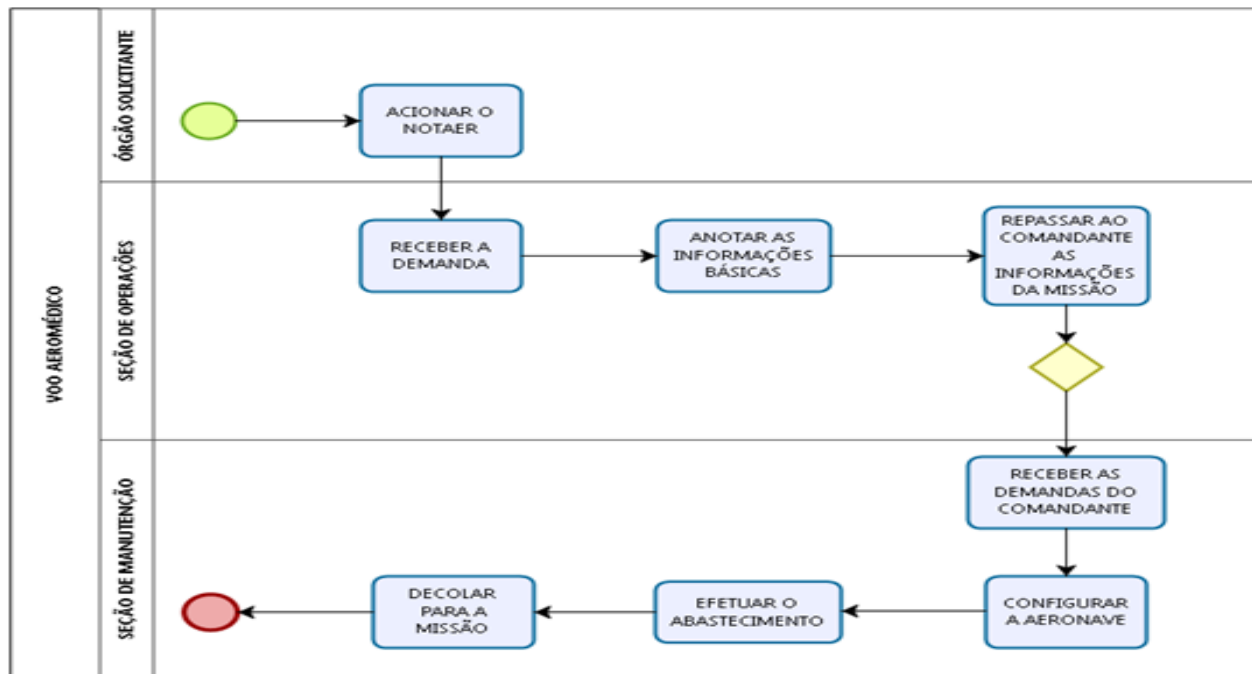 VOO AEROMÉDICO
ÓRGÃO SOLICITANTE
ACIONAR O
NOTAER
SEÇÃO DE OPERAÇÕES
RECEBER A
DEMANDA
ANOTAR AS
INFORMAÇÕES
BÁSICAS
REPASSAR AO
COMANDANTE
AS
INFORMAÇÕES
DA MISSÃO
SEÇÃO DE MANUTENÇÃO
RECEBER AS
DEMANDAS DO
COMANDANTE
CONFIGURAR
A AERONAVE
EFETUAR O
ABASTECIMENTO
DECOLAR
PARA A
MISSÃO